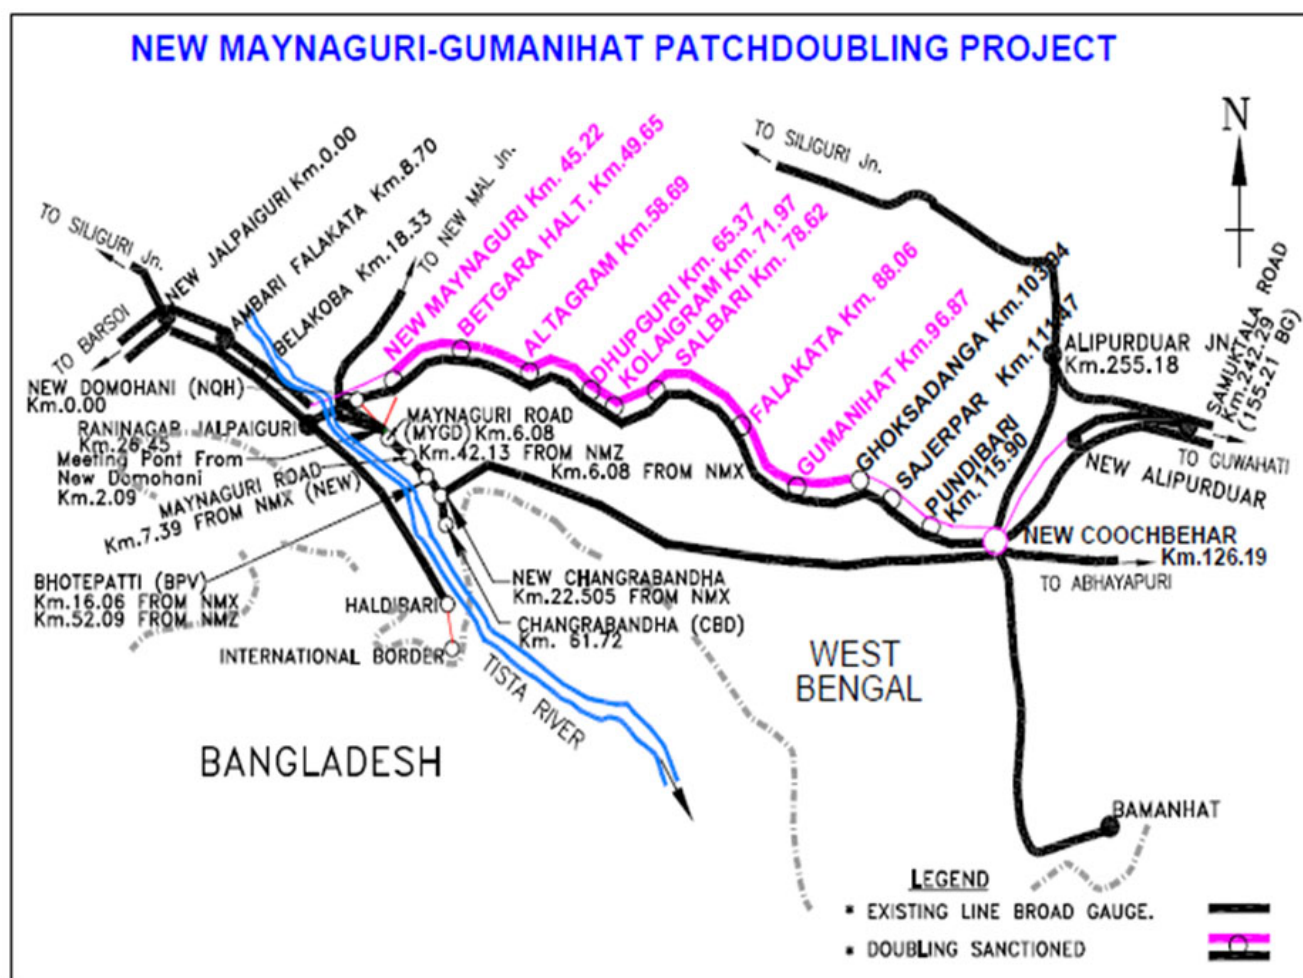 NEW MAYNAGURI-GUMANIHAT PATCHDOUBLING PROJECT
TO SILIGURI Jn.
NEW JALPAIGURI Km.0.00
AMBARI FALAKATA Km.8.70
BELAKOBA Km.18.33
TO NEW MAL Jn.
NEW MAYNAGURI Km. 45.22
BETGARA HALT. Km.49.65
ALTAGRAM Km.58.69
DHUPGURI Km. 65.37
KOLAIGRAM Km. 71.97
SALBARI Km. 78.62
FALAKATA Km. 88.06
GUMANIHAT Km.96.87
GHOKSADANGA Km.103.94
SAJERPAR Km.111.47
PUNDIBARI
Km.115.90
TO SILIGURI Jn.
N
TO BARSOI
ALIPURDUAR JN.
Km.255.18
SAMUKTALA ROAD
Km.242.29
(155.21 BG)
TO GUWAHATI
NEW ALIPURDUAR
NEW DOMOHANI (NQH)
Km.0.00
RANINAGAR JALPAIGURI
Km.26.45
Meeting Pont From
New Domohani
Km.2.09
MAYNAGURI ROAD
(MYGD) Km.6.08
Km.42.13 FROM NMZ
Km.6.08 FROM NMX
MAYNAGURI ROAD
Km.7.39 FROM NMX (NEW)
NEW COOCHBEHAR
Km.126.19
TO ABHAYAPURI
BHOTEPATTI (BPV)
Km.16.06 FROM NMX
Km.52.09 FROM NMZ
NEW CHANGRABANDHA
Km.22.505 FROM NMX
HALDIBARI
CHANGRABANDHA (CBD)
Km. 61.72
INTERNATIONAL BORDER
TISTA RIVER
WEST
BENGAL
BANGLADESH
BAMANHAT
LEGEND
▪ EXISTING LINE BROAD GAUGE.
▪ DOUBLING SANCTIONED